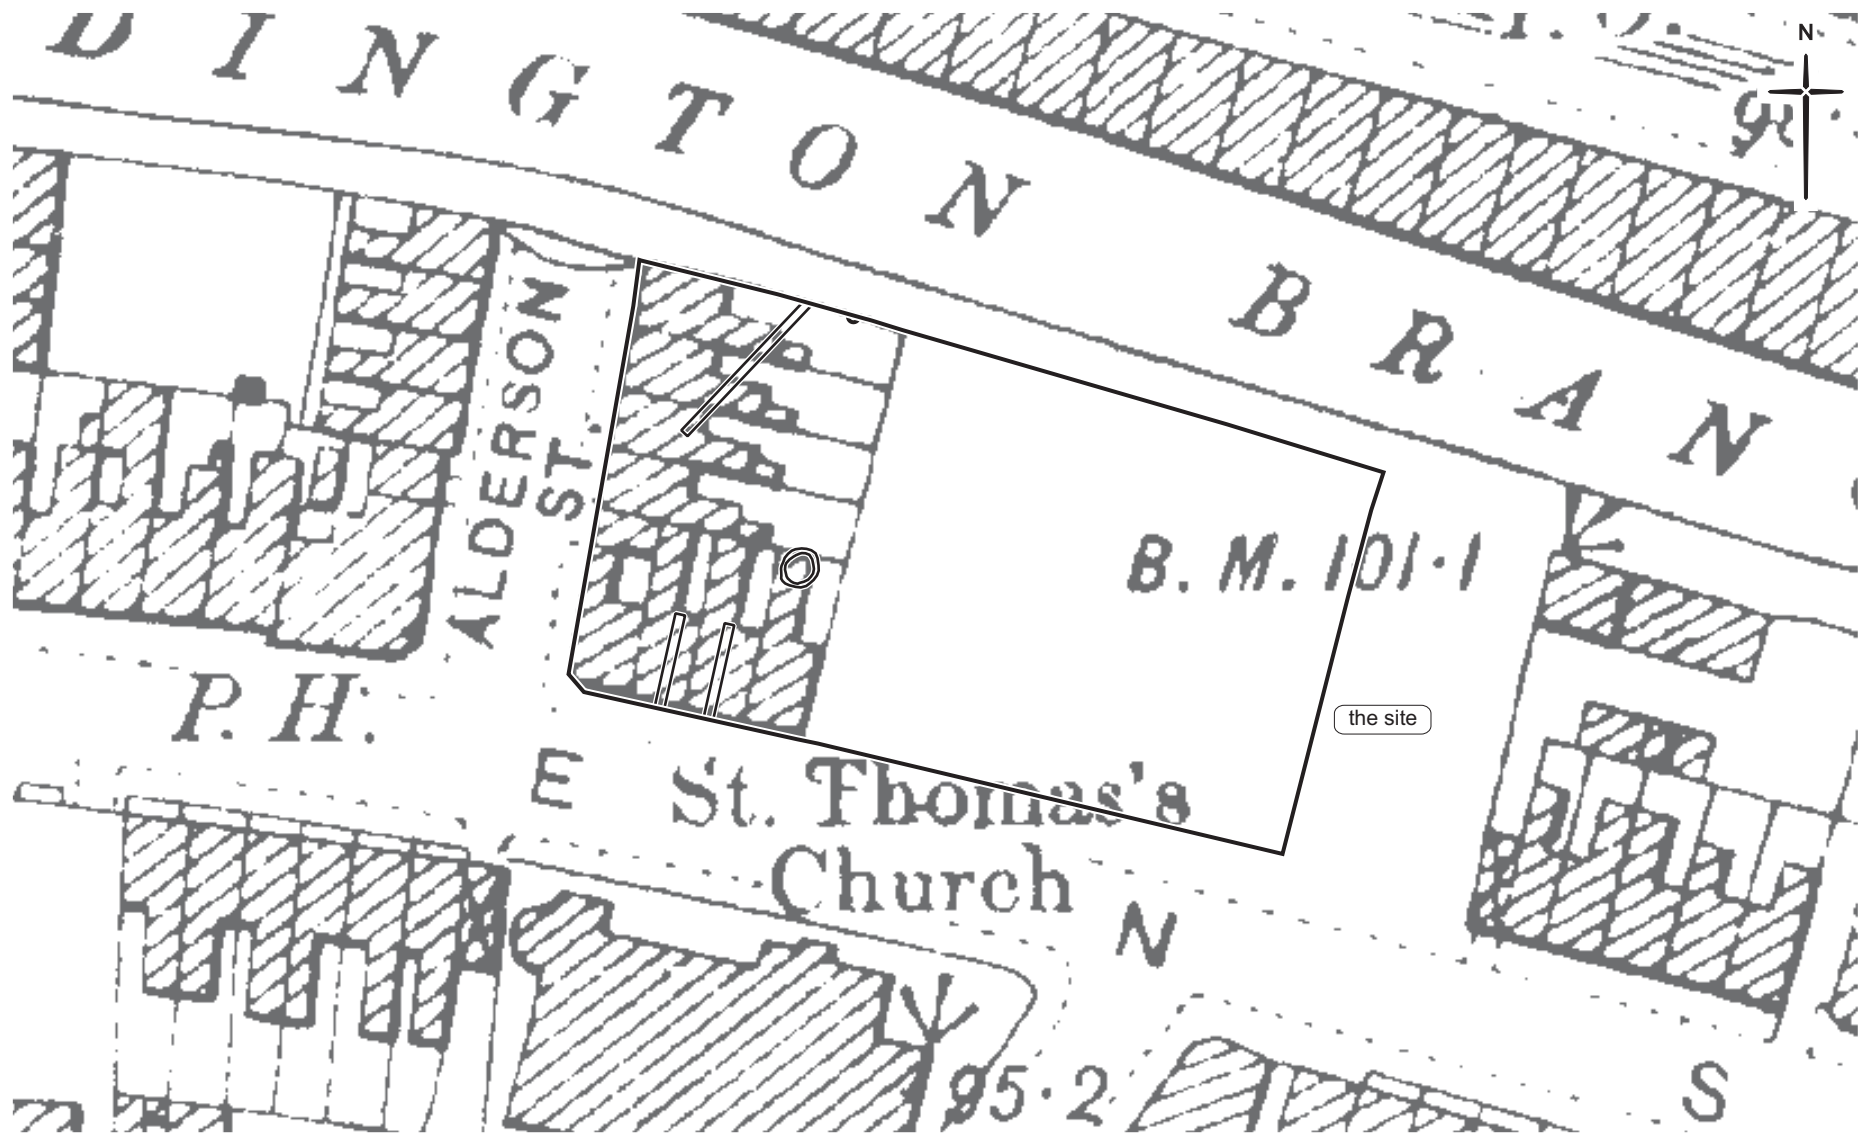 DINGTON BRAN
N
ALDERSON
ST.
B. M. 101·1
P. H.
the site
E
St. Thomas's
Church
N
95·2
S